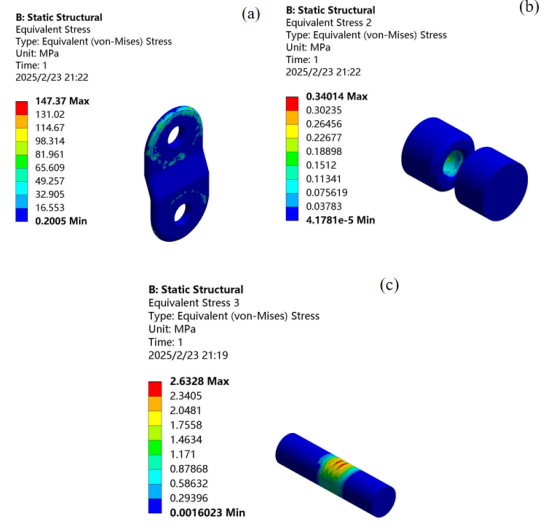 (a)
B: Static Structural
Equivalent Stress
Type: Equivalent (von-Mises) Stress
Unit: MPa
Time: 1
2025/2/23 21:22
147.37 Max
131.02
114.67
98.314
81.961
65.609
49.257
32.905
16.553
0.2005 Min
(b)
B: Static Structural
Equivalent Stress 2
Type: Equivalent (von-Mises) Stress
Unit: MPa
Time: 1
2025/2/23 21:22
0.34014 Max
0.30235
0.26456
0.22677
0.18898
0.1512
0.11341
0.075619
0.03783
4.1781e-5 Min
(c)
B: Static Structural
Equivalent Stress 3
Type: Equivalent (von-Mises) Stress
Unit: MPa
Time: 1
2025/2/23 21:19
2.6328 Max
2.3405
2.0481
1.7558
1.4634
1.171
0.87868
0.58632
0.29396
0.0016023 Min